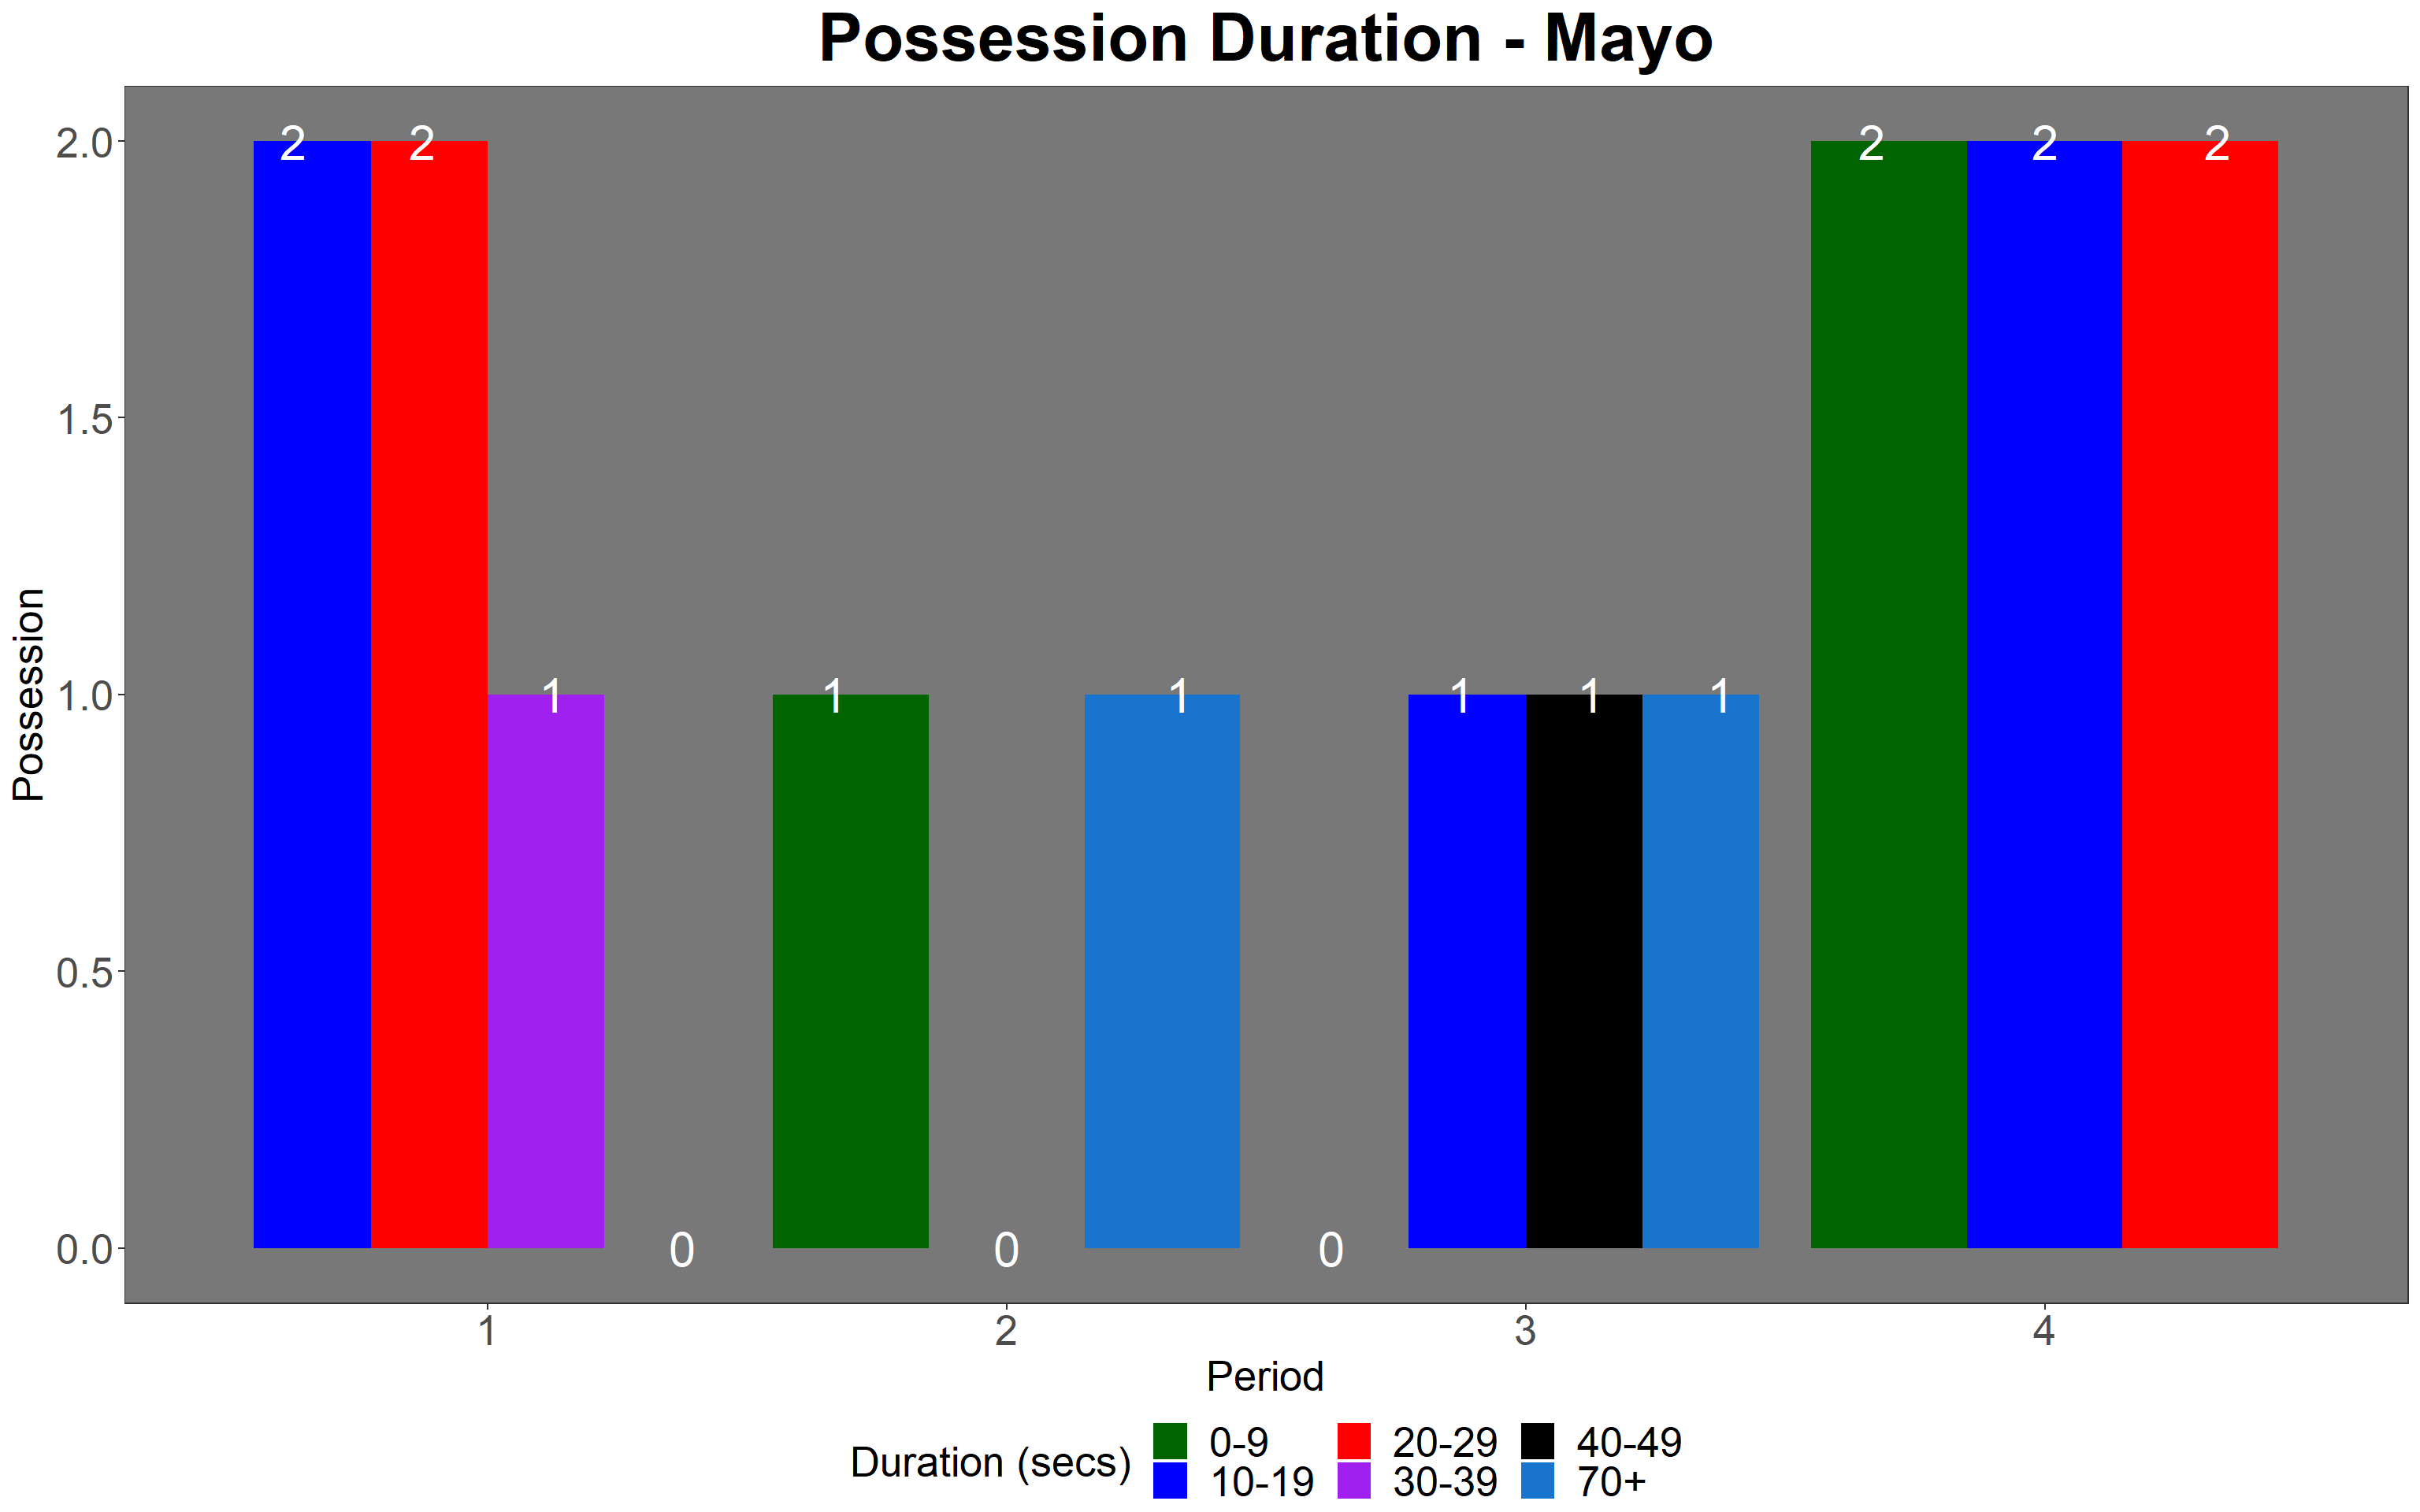 Possession Duration - Mayo
2.0
1.5
1.0
0.5
0.0
Possession
2 2 2 2 2
1 1 1 1 1 1
0 0 0
1 2 3 4
Period
Duration (secs)
0-9 20-29 40-49
10-19 30-39 70+